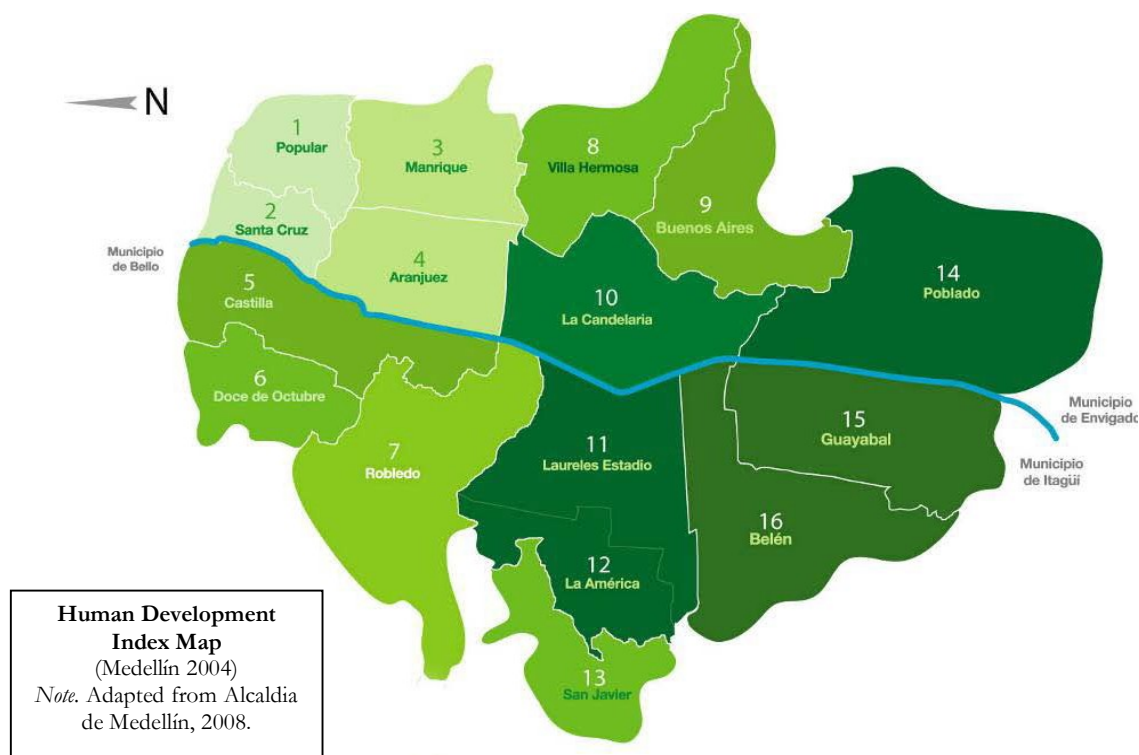 N
1
Popular
2
Santa Cruz
3
Manrique
4
Aranjuez
Municipio
de Bello
5
Castilla
6
Doce de Octubre
7
Robledo
8
Villa Hermosa
9
Buenos Aires
10
La Candelaria
14
Poblado
11
Laureles Estadio
15
Guayabal
Municipio
de Envigado
Municipio
de Itagüí
16
Belén
12
La América
13
San Javier
Human Development
Index Map
(Medellín 2004)
Note. Adapted from Alcaldia
de Medellín, 2008.